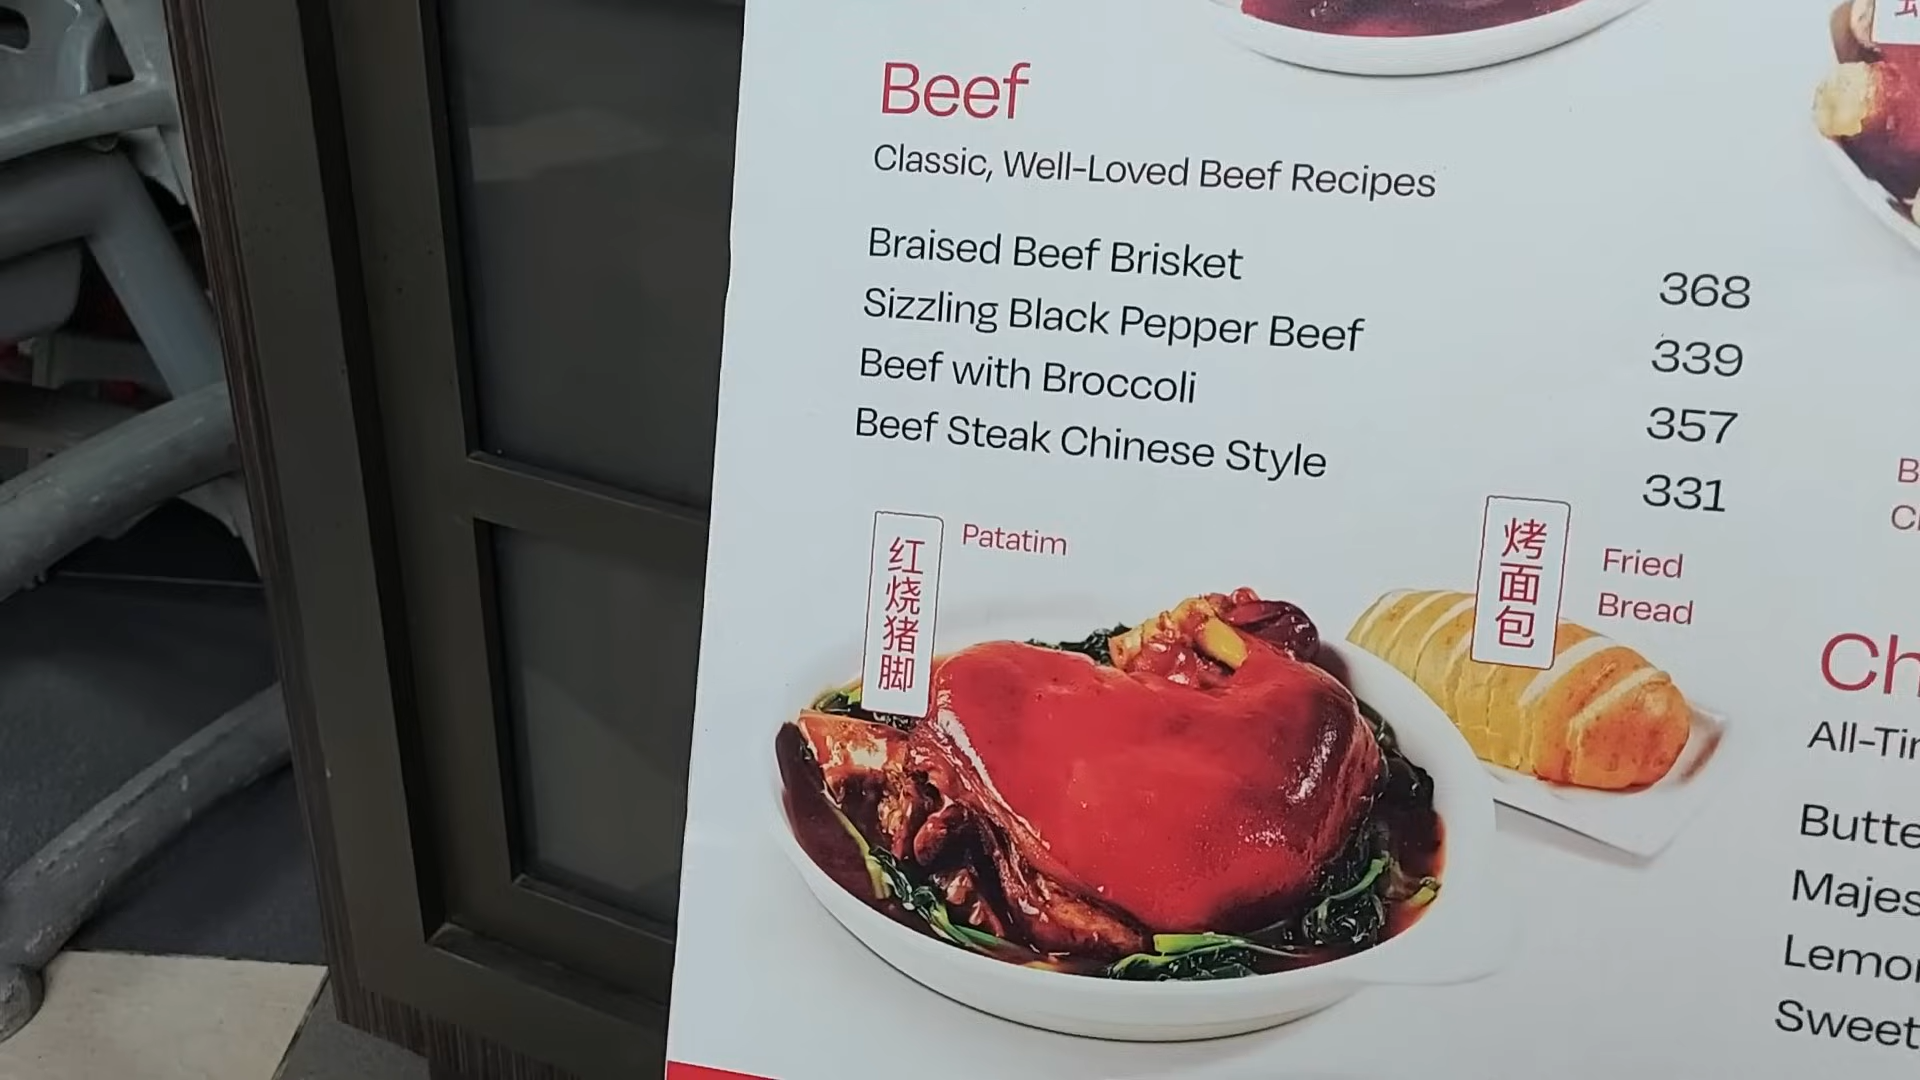 Beef
Classic, Well-Loved Beef Recipes
Braised Beef Brisket 368
Sizzling Black Pepper Beef 339
Beef with Broccoli 357
Beef Steak Chinese Style 331
红烧猪脚
Patatim
烤面包
Fried
Bread
B
C
Ch
All-Ti
Butte
Majes
Lemo
Sweet